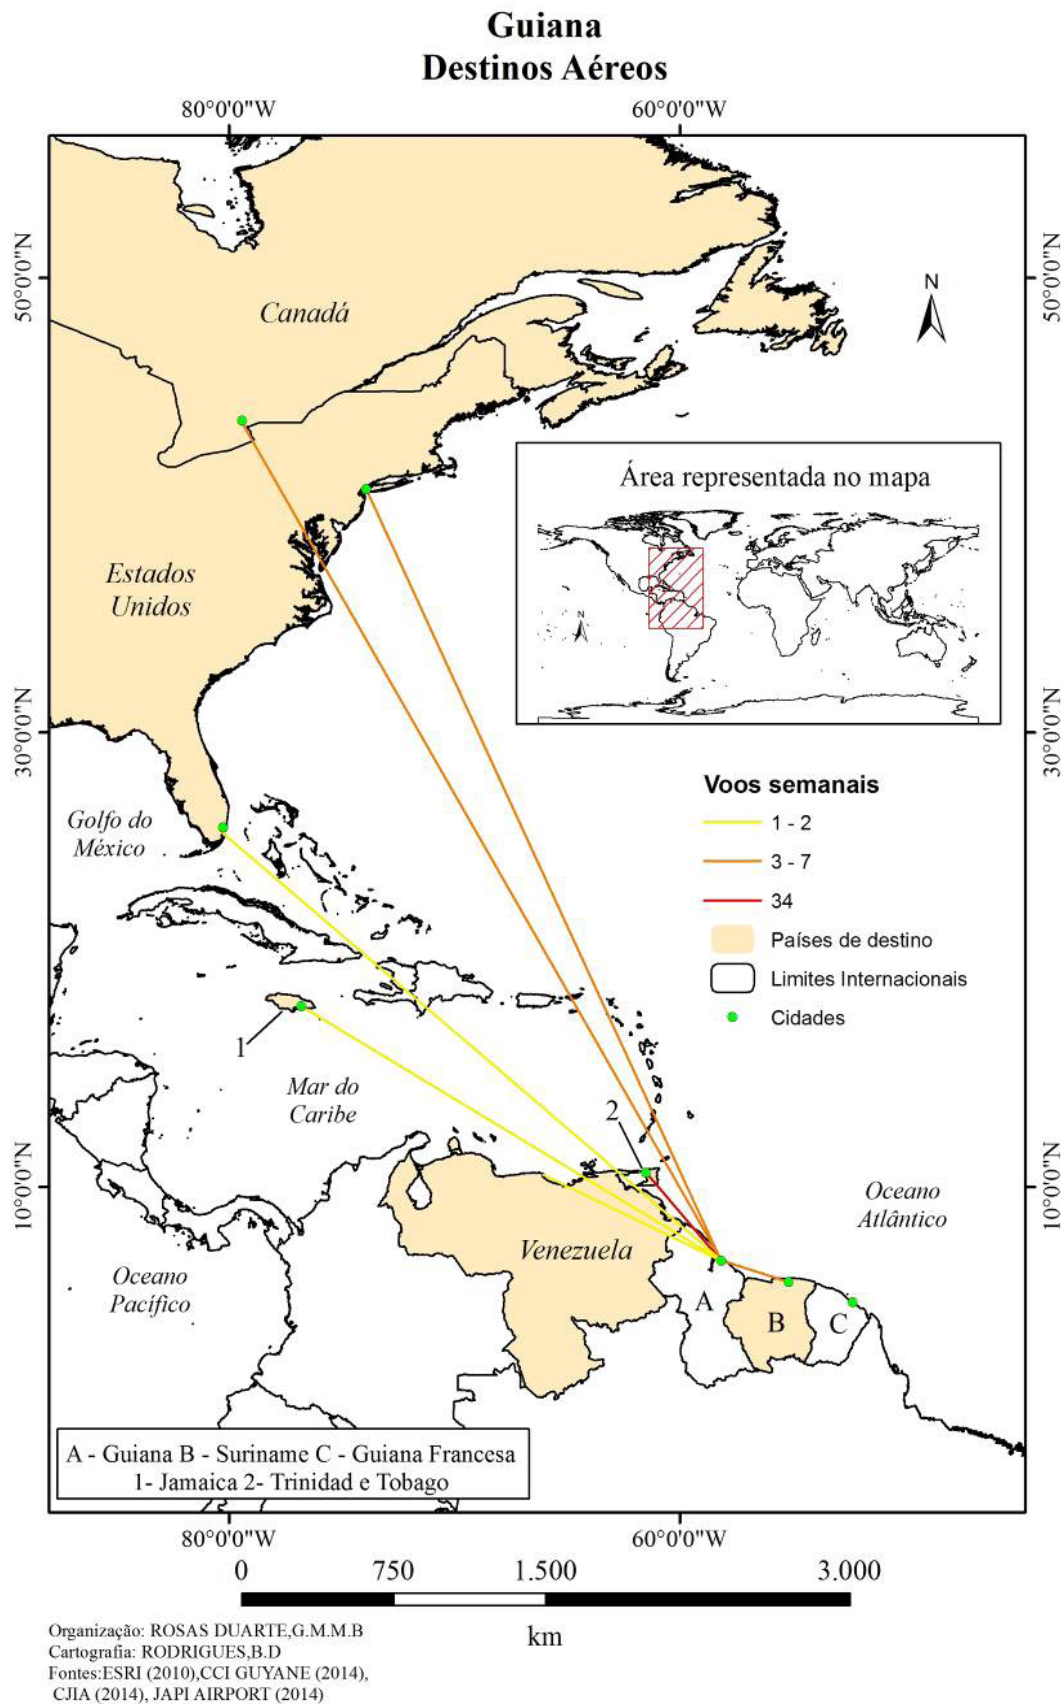 Guiana
Destinos Aéreos
80°0'0"W
60°0'0"W
50°0'0"N
50°0'0"N
Canadá
N
Área representada no mapa
N
Estados
Unidos
30°0'0"N
30°0'0"N
Voos semanais
1 - 2
3 - 7
34
Países de destino
Limites Internacionais
Cidades
Golfo do
México
1
Mar do
Caribe
2
10°0'0"N
10°0'0"N
Oceano
Atlântico
Venezuela
Oceano
Pacífico
A
B
C
A - Guiana B - Suriname C - Guiana Francesa
1- Jamaica 2- Trinidad e Tobago
80°0'0"W
60°0'0"W
0 750 1.500 3.000
km
Organização: ROSAS DUARTE,G.M.M.B
Cartografia: RODRIGUES,B.D
Fontes:ESRI (2010),CCI GUYANE (2014),
CJIA (2014), JAPI AIRPORT (2014)